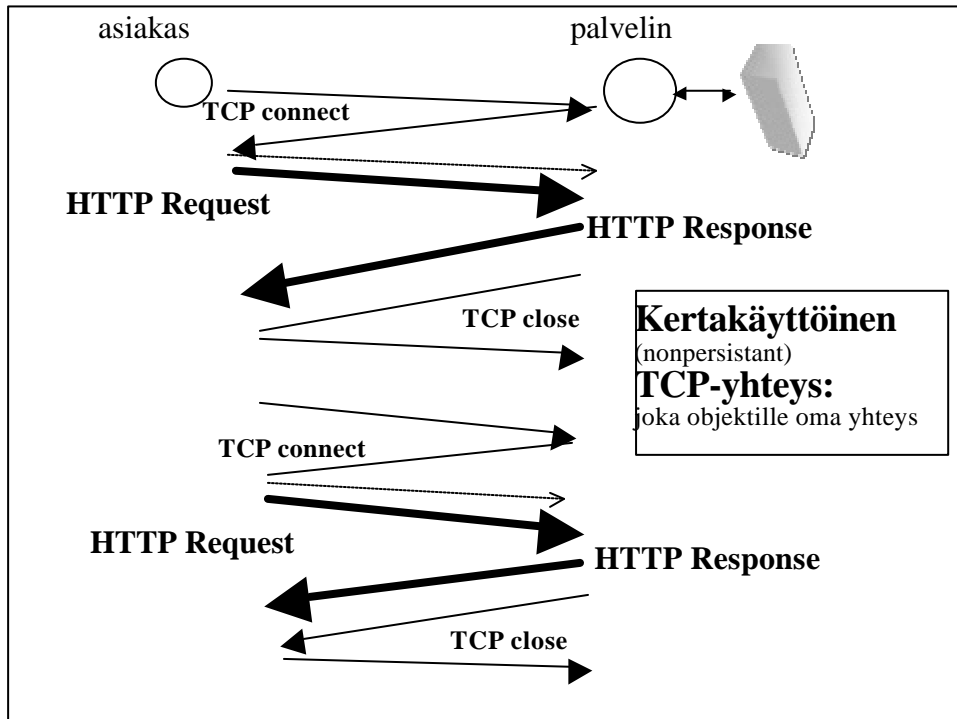 asiakas
palvelin
TCP connect
HTTP Request
HTTP Response
TCP close
Kertakäyttöinen
(nonpersistant)
TCP-yhteys:
joka objektille oma yhteys
TCP connect
HTTP Request
HTTP Response
TCP close